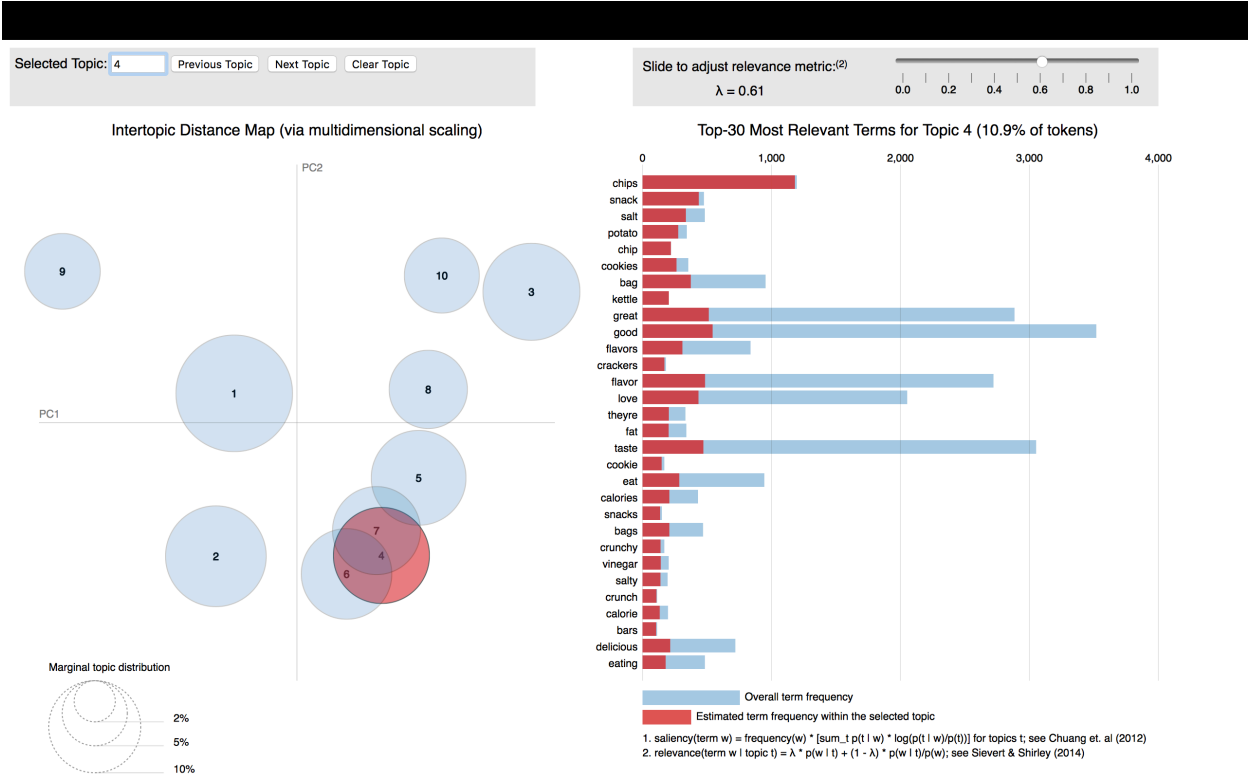 Selected Topic: 4 Previous Topic Next Topic Clear Topic
Slide to adjust relevance metric:(2)
λ = 0.61
0.0 0.2 0.4 0.6 0.8 1.0
Intertopic Distance Map (via multidimensional scaling)
PC2
PC1
9
10
3
1
8
5
7
2
4
6
Marginal topic distribution
2%
5%
10%
Top-30 Most Relevant Terms for Topic 4 (10.9% of tokens)
0 1,000 2,000 3,000 4,000
chips
snack
salt
potato
chip
cookies
bag
kettle
great
good
flavors
crackers
flavor
love
theyre
fat
taste
cookie
eat
calories
snacks
bags
crunchy
vinegar
salty
crunch
calorie
bars
delicious
eating
Overall term frequency
Estimated term frequency within the selected topic
1. saliency(term w) = frequency(w) * [sum_t p(t | w) * log(p(t | w)/p(t))] for topics t; see Chuang et. al (2012)
2. relevance(term w | topic t) = λ * p(w | t) + (1 - λ) * p(w | t)/p(w); see Sievert & Shirley (2014)